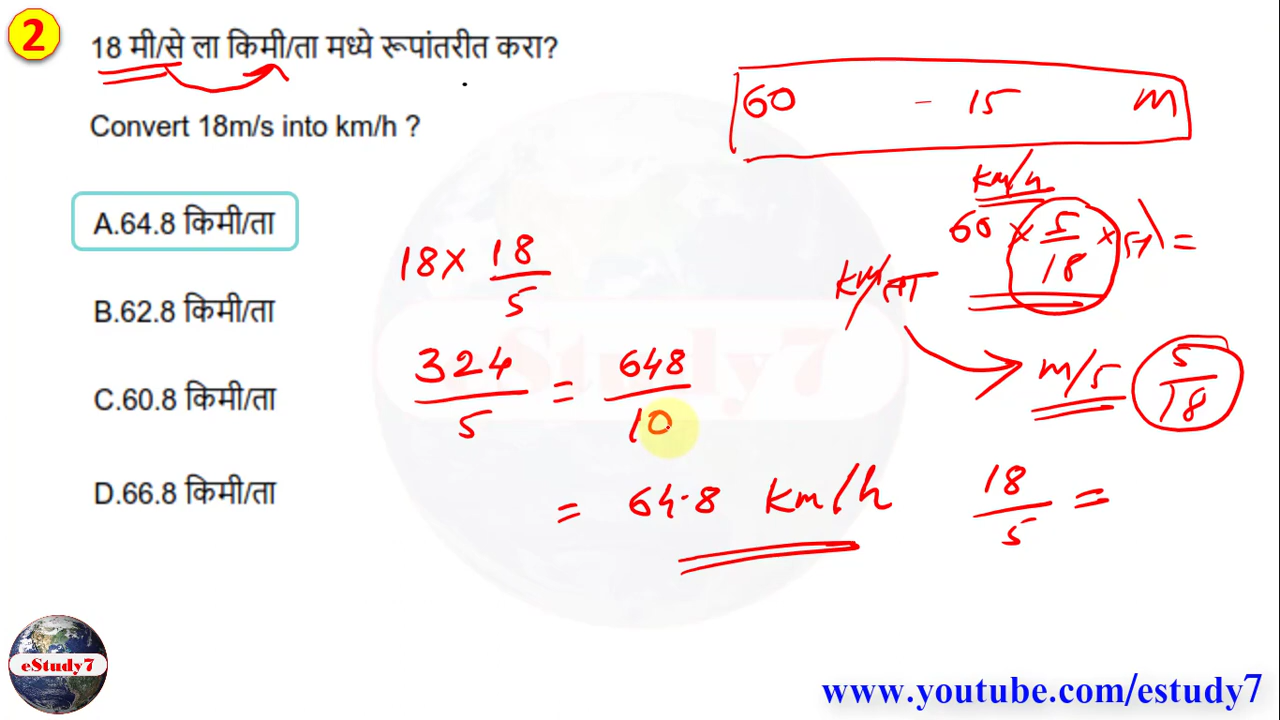 2
18 मी/से ला किमी/ता मध्ये रूपांतरीत करा?
Convert 18m/s into km/h ?
60 - 15 m
A.64.8 किमी/ता
B.62.8 किमी/ता
C.60.8 किमी/ता
D.66.8 किमी/ता
18 × 18/5
324/5 = 648/10
= 64.8 km/h
km/h
60 × 5/18 ×
=
km/ता
m/s 5/18
18/5 =
eStudy7
eStudy7
www.youtube.com/estudy7